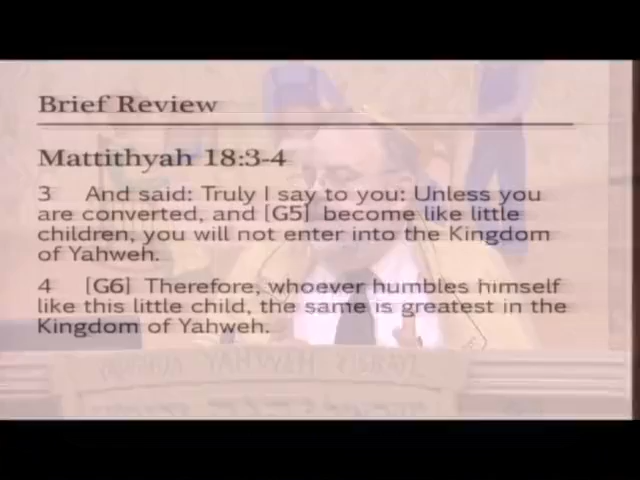 Brief Review
Mattithyah 18:3-4
3 And said: Truly I say to you: Unless you
are converted, and [G5] become like little
children, you will not enter into the Kingdom
of Yahweh.
4 [G6] Therefore, whoever humbles himself
like this little child, the same is greatest in the
Kingdom of Yahweh.
YAHWEH